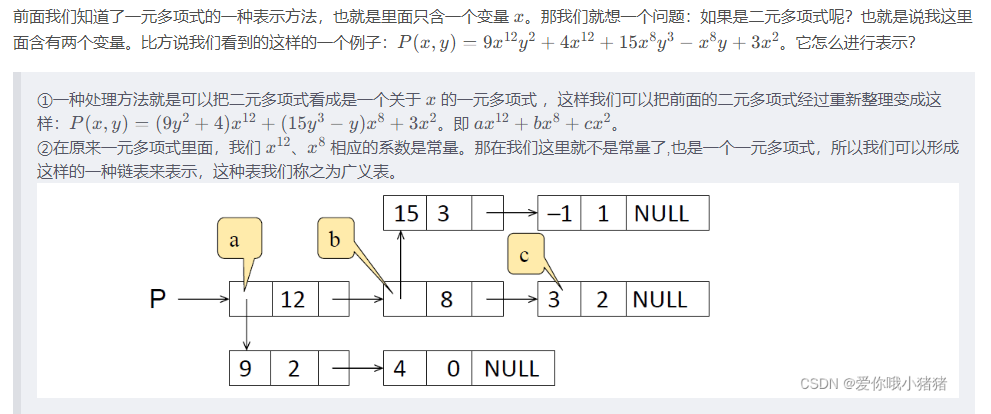 前面我们知道了一元多项式的一种表示方法，也就是里面只含一个变量 x。那我们就想一个问题：如果是二元多项式呢？也就是说我这里
面含有两个变量。比方说我们看到的这样的一个例子：P(x, y) = 9x¹²y² + 4x¹² + 15x⁸y³ − x⁸y + 3x²。它怎么进行表示？
①一种处理方法就是可以把二元多项式看成是一个关于 x 的一元多项式 ，这样我们可以把前面的二元多项式经过重新整理变成这
样：P(x, y) = (9y² + 4)x¹² + (15y³ − y)x⁸ + 3x²。即 ax¹² + bx⁸ + cx²。
②在原来一元多项式里面，我们 x¹²、x⁸ 相应的系数是常量。那在我们这里就不是常量了,也是一个一元多项式，所以我们可以形成
这样的一种链表来表示，这种表我们称之为广义表。
15 3 –1 1 NULL
a b c
P 12 8 3 2 NULL
9 2 4 0 NULL
CSDN @爱你哦小猪猪